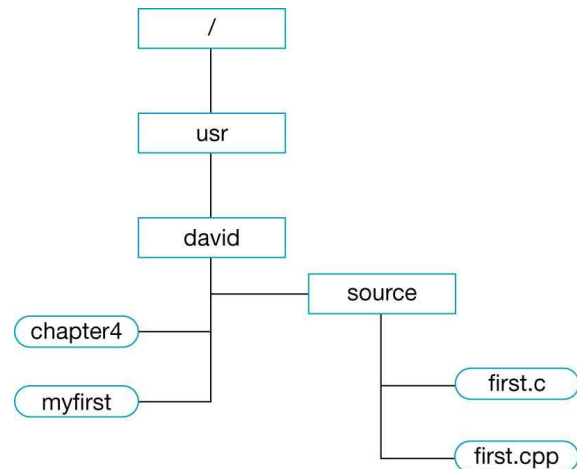 /
usr
david
source
chapter4
myfirst
first.c
first.cpp